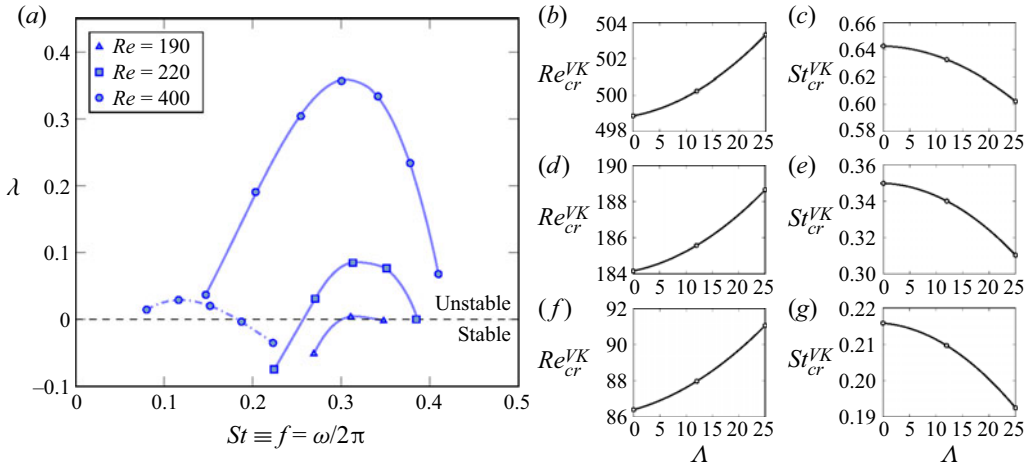 (a)
Re = 190
Re = 220
Re = 400
0.4
0.3
0.2
0.1
0
–0.1
λ
Unstable
Stable
0 0.1 0.2 0.3 0.4 0.5
St ≡ f = ω/2π
(b)
504
502
500
498
Re_cr^VK
0 5 10 15 20 25
(c)
0.66
0.64
0.62
0.60
0.58
St_cr^VK
0 5 10 15 20 25
(d)
190
188
186
184
Re_cr^VK
0 5 10 15 20 25
(e)
0.36
0.34
0.32
0.30
St_cr^VK
0 5 10 15 20 25
(f)
92
91
90
88
86
Re_cr^VK
0 5 10 15 20 25
Λ
(g)
0.22
0.21
0.20
0.19
St_cr^VK
0 5 10 15 20 25
Λ